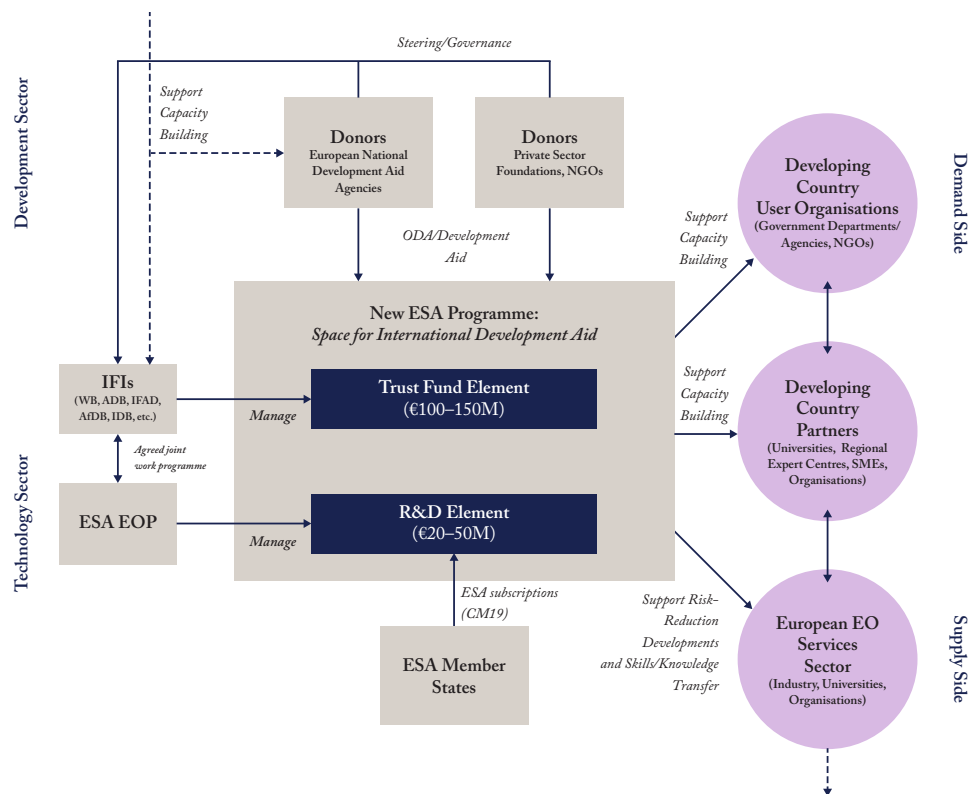 Steering/Governance
Development Sector
Support
Capacity
Building
Donors
European National
Development Aid
Agencies
Donors
Private Sector
Foundations, NGOs
ODA/Development
Aid
Developing
Country
User Organisations
(Government Departments/
Agencies, NGOs)
Demand Side
Support
Capacity
Building
New ESA Programme:
Space for International Development Aid
IFIs
(WB, ADB, IFAD,
AfDB, IDB, etc.)
Manage
Trust Fund Element
(€100–150M)
Support
Capacity
Building
Developing
Country
Partners
(Universities, Regional
Expert Centres, SMEs,
Organisations)
Agreed joint
work programme
Technology Sector
ESA EOP
Manage
R&D Element
(€20–50M)
ESA subscriptions
(CM19)
ESA Member
States
Support Risk-
Reduction
Developments
and Skills/Knowledge
Transfer
European EO
Services
Sector
(Industry, Universities,
Organisations)
Supply Side